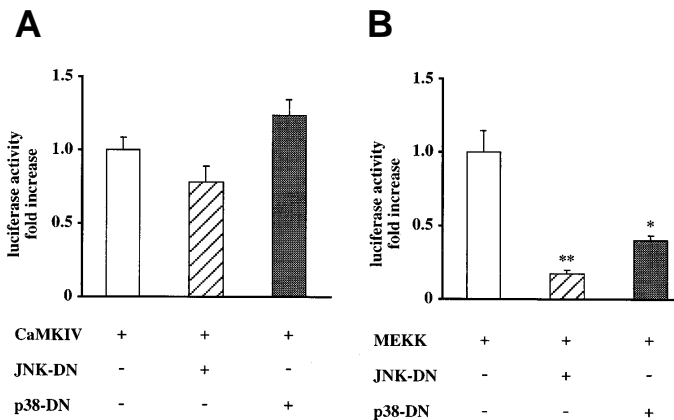 A
B
luciferase activity
fold increase
1.5
1.0
0.5
0
CaMKIV + + +
JNK-DN - + -
p38-DN - - +
luciferase activity
fold increase
1.5
1.0
0.5
0
**
*
MEKK + + +
JNK-DN - + -
p38-DN - - +